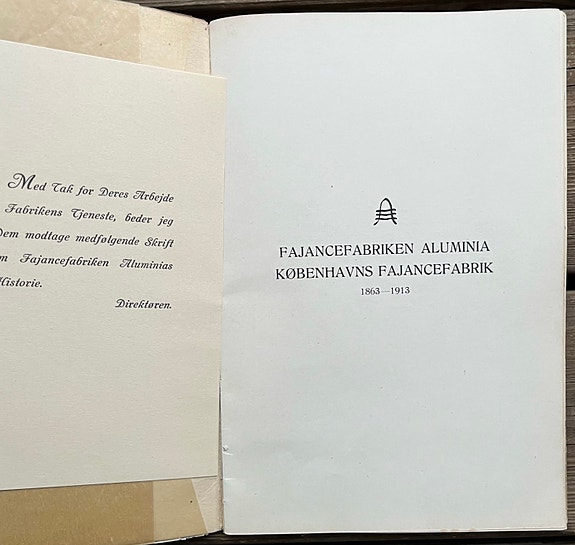 Med Tak for Deres Arbejde
Fabrikens Tjeneste, beder jeg
Dem modtage medfølgende Skrift
m Fajancefabriken Aluminias
Historie.
Direktøren.
FAJANCEFABRIKEN ALUMINIA
KØBENHAVNS FAJANCEFABRIK
1863—1913